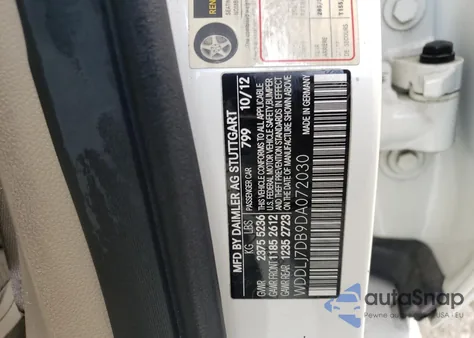 MFD BY DAIMLER AG STUTTGART
PASSENGER CAR 799 10/12
KG LBS
GVWR 2375 5236
GAWR FRONT 1185 2612
GAWR REAR 1235 2723
THIS VEHICLE CONFORMS TO ALL APPLICABLE
U.S. FEDERAL MOTOR VEHICLE SAFETY, BUMPER
AND THEFT PREVENTION STANDARDS IN EFFECT
ON THE DATE OF MANUFACTURE SHOWN ABOVE
WDDLJ7DB9DA072030
MADE IN GERMANY
autoSnap